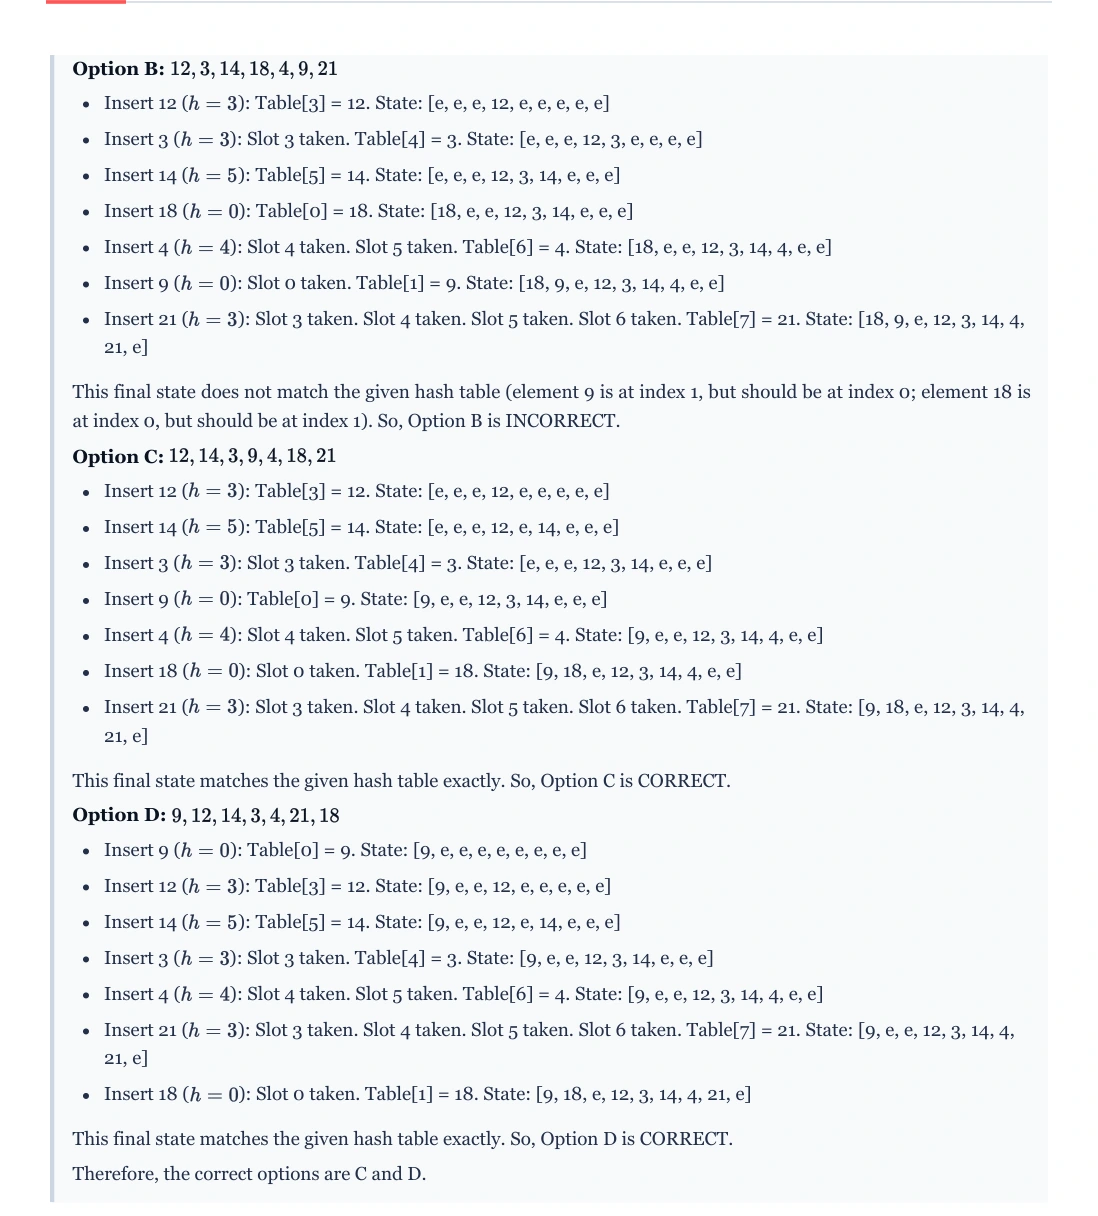 Option B: 12, 3, 14, 18, 4, 9, 21
• Insert 12 (h = 3): Table[3] = 12. State: [e, e, e, 12, e, e, e, e, e]
• Insert 3 (h = 3): Slot 3 taken. Table[4] = 3. State: [e, e, e, 12, 3, e, e, e, e]
• Insert 14 (h = 5): Table[5] = 14. State: [e, e, e, 12, 3, 14, e, e, e]
• Insert 18 (h = 0): Table[0] = 18. State: [18, e, e, 12, 3, 14, e, e, e]
• Insert 4 (h = 4): Slot 4 taken. Slot 5 taken. Table[6] = 4. State: [18, e, e, 12, 3, 14, 4, e, e]
• Insert 9 (h = 0): Slot 0 taken. Table[1] = 9. State: [18, 9, e, 12, 3, 14, 4, e, e]
• Insert 21 (h = 3): Slot 3 taken. Slot 4 taken. Slot 5 taken. Slot 6 taken. Table[7] = 21. State: [18, 9, e, 12, 3, 14, 4,
21, e]
This final state does not match the given hash table (element 9 is at index 1, but should be at index 0; element 18 is
at index 0, but should be at index 1). So, Option B is INCORRECT.
Option C: 12, 14, 3, 9, 4, 18, 21
• Insert 12 (h = 3): Table[3] = 12. State: [e, e, e, 12, e, e, e, e, e]
• Insert 14 (h = 5): Table[5] = 14. State: [e, e, e, 12, e, 14, e, e, e]
• Insert 3 (h = 3): Slot 3 taken. Table[4] = 3. State: [e, e, e, 12, 3, 14, e, e, e]
• Insert 9 (h = 0): Table[0] = 9. State: [9, e, e, 12, 3, 14, e, e, e]
• Insert 4 (h = 4): Slot 4 taken. Slot 5 taken. Table[6] = 4. State: [9, e, e, 12, 3, 14, 4, e, e]
• Insert 18 (h = 0): Slot 0 taken. Table[1] = 18. State: [9, 18, e, 12, 3, 14, 4, e, e]
• Insert 21 (h = 3): Slot 3 taken. Slot 4 taken. Slot 5 taken. Slot 6 taken. Table[7] = 21. State: [9, 18, e, 12, 3, 14, 4,
21, e]
This final state matches the given hash table exactly. So, Option C is CORRECT.
Option D: 9, 12, 14, 3, 4, 21, 18
• Insert 9 (h = 0): Table[0] = 9. State: [9, e, e, e, e, e, e, e, e]
• Insert 12 (h = 3): Table[3] = 12. State: [9, e, e, 12, e, e, e, e, e]
• Insert 14 (h = 5): Table[5] = 14. State: [9, e, e, 12, e, 14, e, e, e]
• Insert 3 (h = 3): Slot 3 taken. Table[4] = 3. State: [9, e, e, 12, 3, 14, e, e, e]
• Insert 4 (h = 4): Slot 4 taken. Slot 5 taken. Table[6] = 4. State: [9, e, e, 12, 3, 14, 4, e, e]
• Insert 21 (h = 3): Slot 3 taken. Slot 4 taken. Slot 5 taken. Slot 6 taken. Table[7] = 21. State: [9, e, e, 12, 3, 14, 4,
21, e]
• Insert 18 (h = 0): Slot 0 taken. Table[1] = 18. State: [9, 18, e, 12, 3, 14, 4, 21, e]
This final state matches the given hash table exactly. So, Option D is CORRECT.
Therefore, the correct options are C and D.